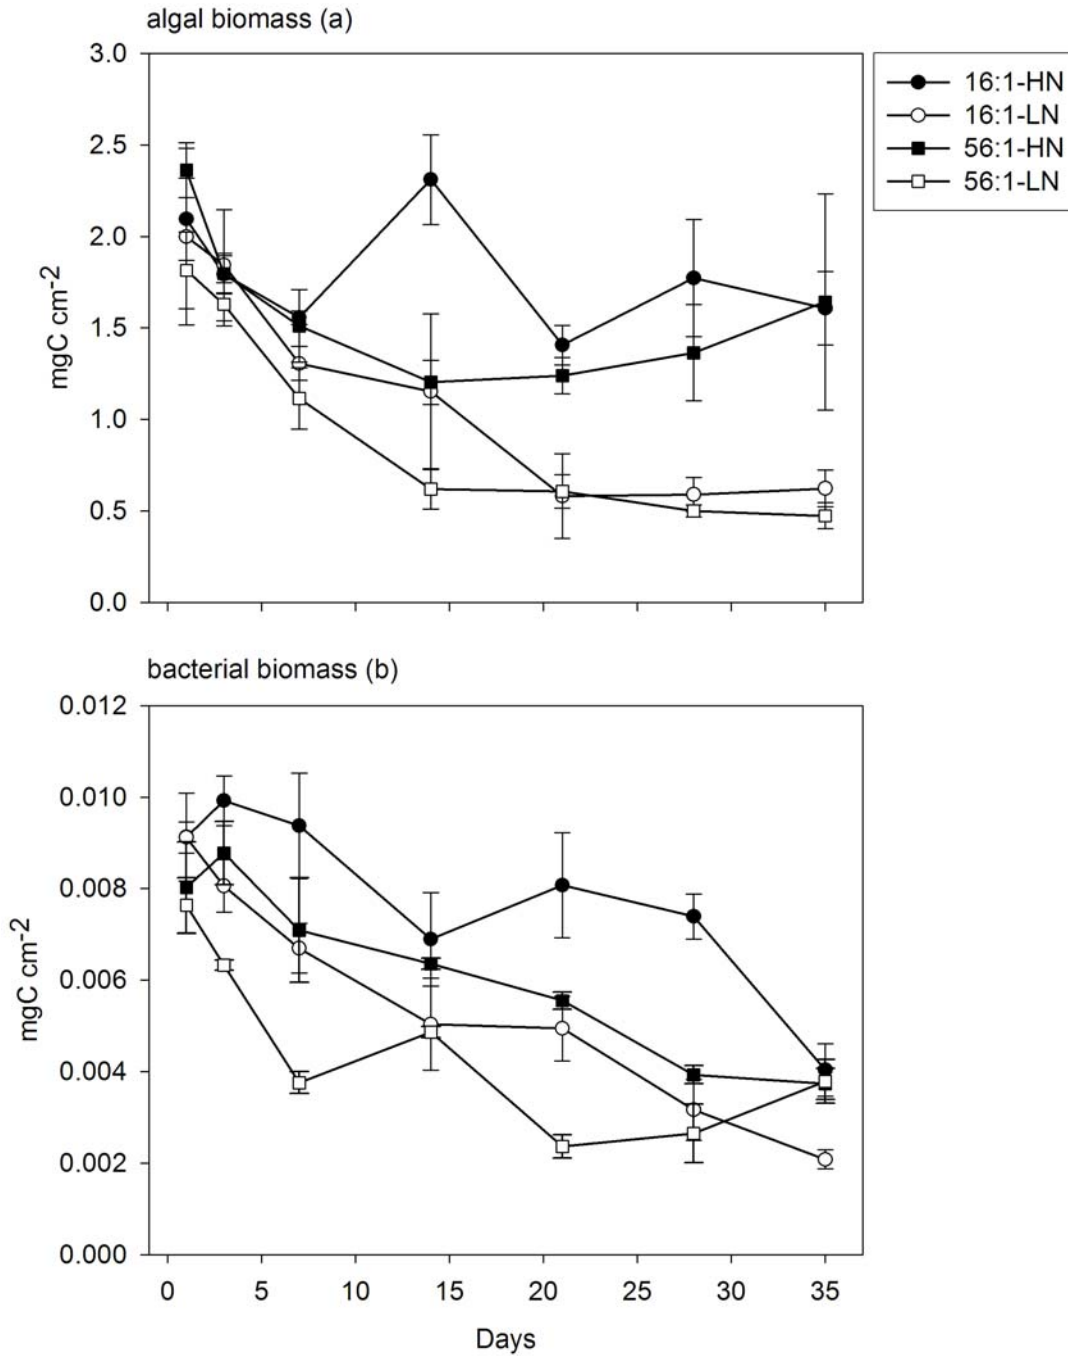 algal biomass (a)
3.0
2.5
2.0
1.5
1.0
0.5
0.0
mgC cm-2
16:1-HN
16:1-LN
56:1-HN
56:1-LN
bacterial biomass (b)
0.012
0.010
0.008
0.006
0.004
0.002
0.000
mgC cm-2
0 5 10 15 20 25 30 35
Days